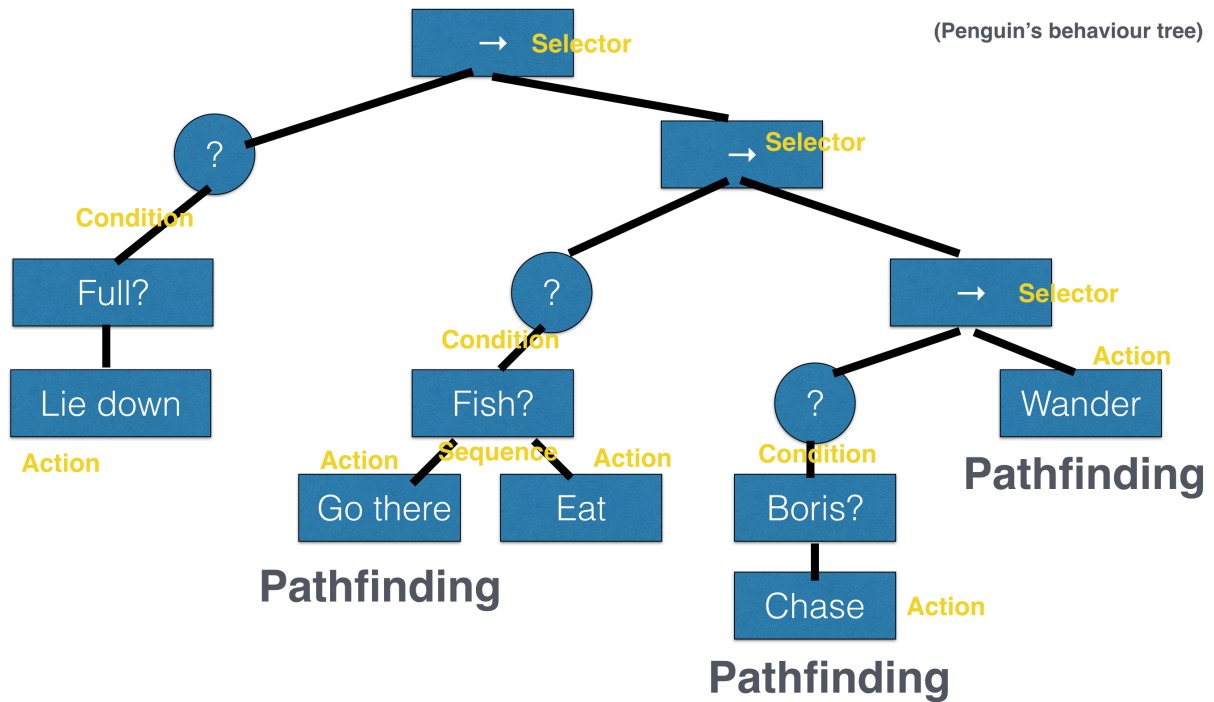 (Penguin's behaviour tree)
→ Selector
?
→ Selector
Condition
Full?
?
→ Selector
Condition
Action
Lie down
Fish?
?
Wander
Action
Action
Sequence
Action
Condition
Pathfinding
Go there
Eat
Boris?
Pathfinding
Chase
Action
Pathfinding